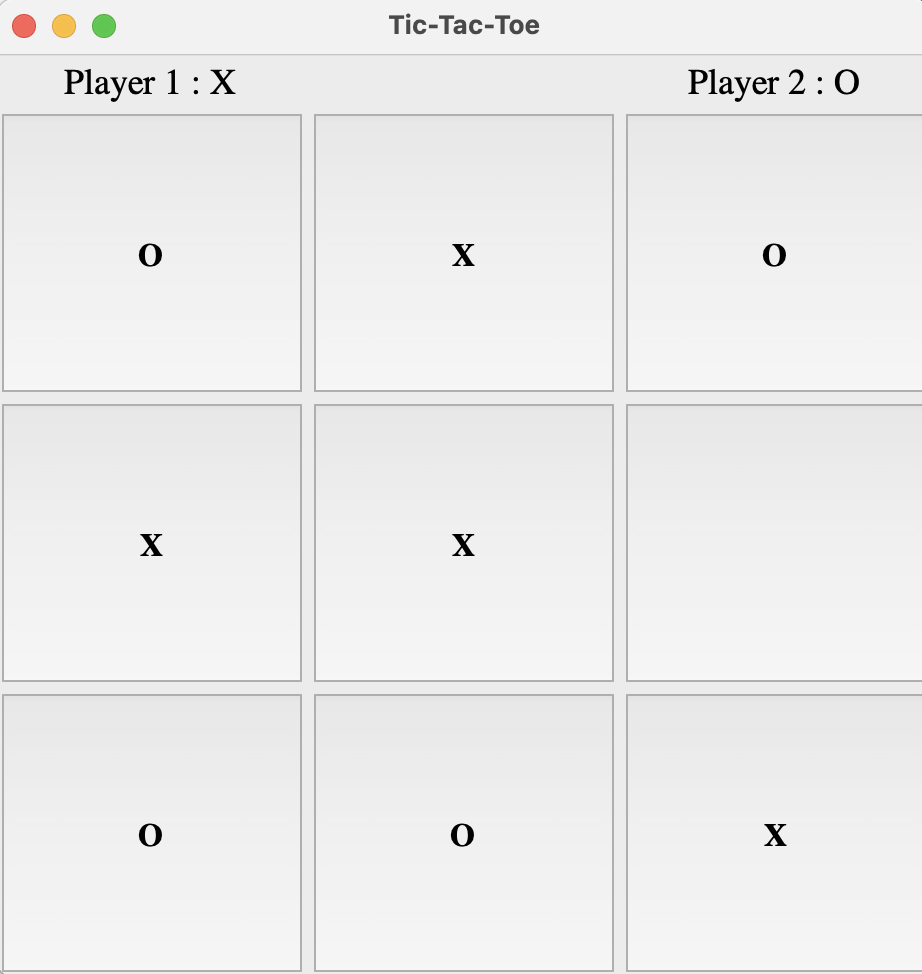 Tic-Tac-Toe
Player 1 : X Player 2 : O
O X O
X X
O O X